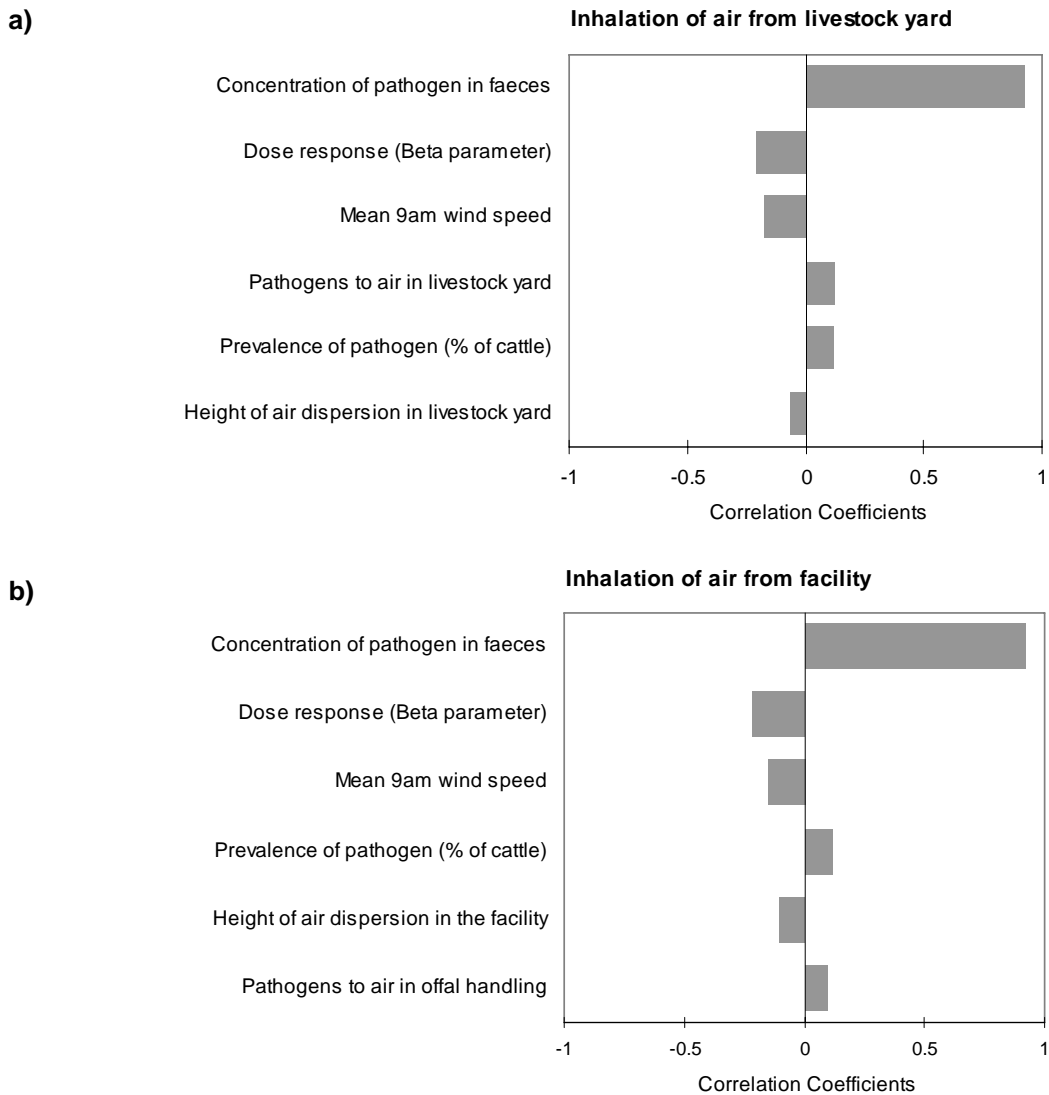 a)
Inhalation of air from livestock yard
Concentration of pathogen in faeces
Dose response (Beta parameter)
Mean 9am wind speed
Pathogens to air in livestock yard
Prevalence of pathogen (% of cattle)
Height of air dispersion in livestock yard
-1 -0.5 0 0.5 1
Correlation Coefficients
b)
Inhalation of air from facility
Concentration of pathogen in faeces
Dose response (Beta parameter)
Mean 9am wind speed
Prevalence of pathogen (% of cattle)
Height of air dispersion in the facility
Pathogens to air in offal handling
-1 -0.5 0 0.5 1
Correlation Coefficients